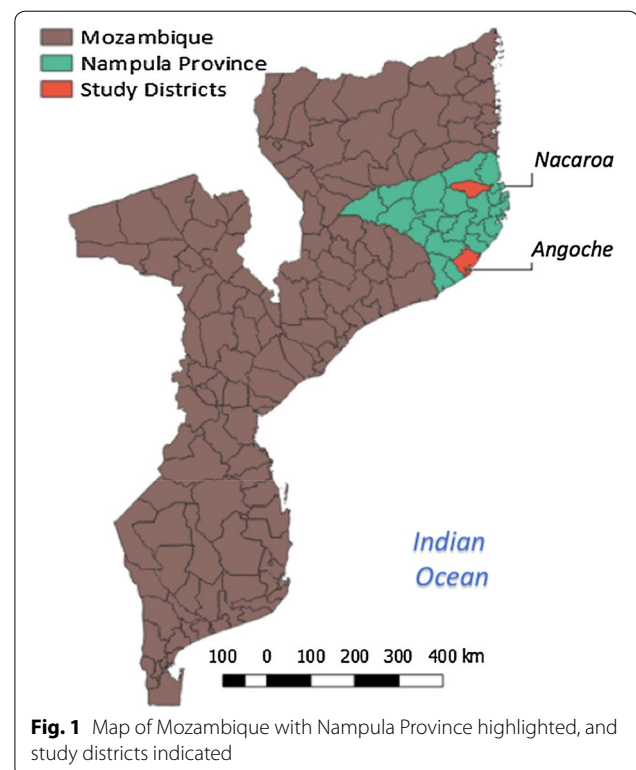 Mozambique
Nampula Province
Study Districts
Nacaroa
Angoche
Indian
Ocean
100 0 100 200 300 400 km
Fig. 1 Map of Mozambique with Nampula Province highlighted, and
study districts indicated